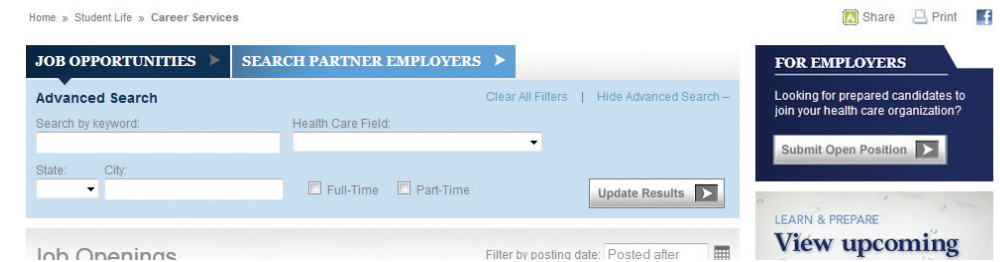 Home » Student Life » Career Services
Share Print
JOB OPPORTUNITIES
SEARCH PARTNER EMPLOYERS
Advanced Search
Clear All Filters | Hide Advanced Search –
Search by keyword:
Health Care Field:
State:
City:
Full-Time
Part-Time
Update Results
Job Openings
Filter by posting date: Posted after
FOR EMPLOYERS
Looking for prepared candidates to
join your health care organization?
Submit Open Position
LEARN & PREPARE
View upcoming